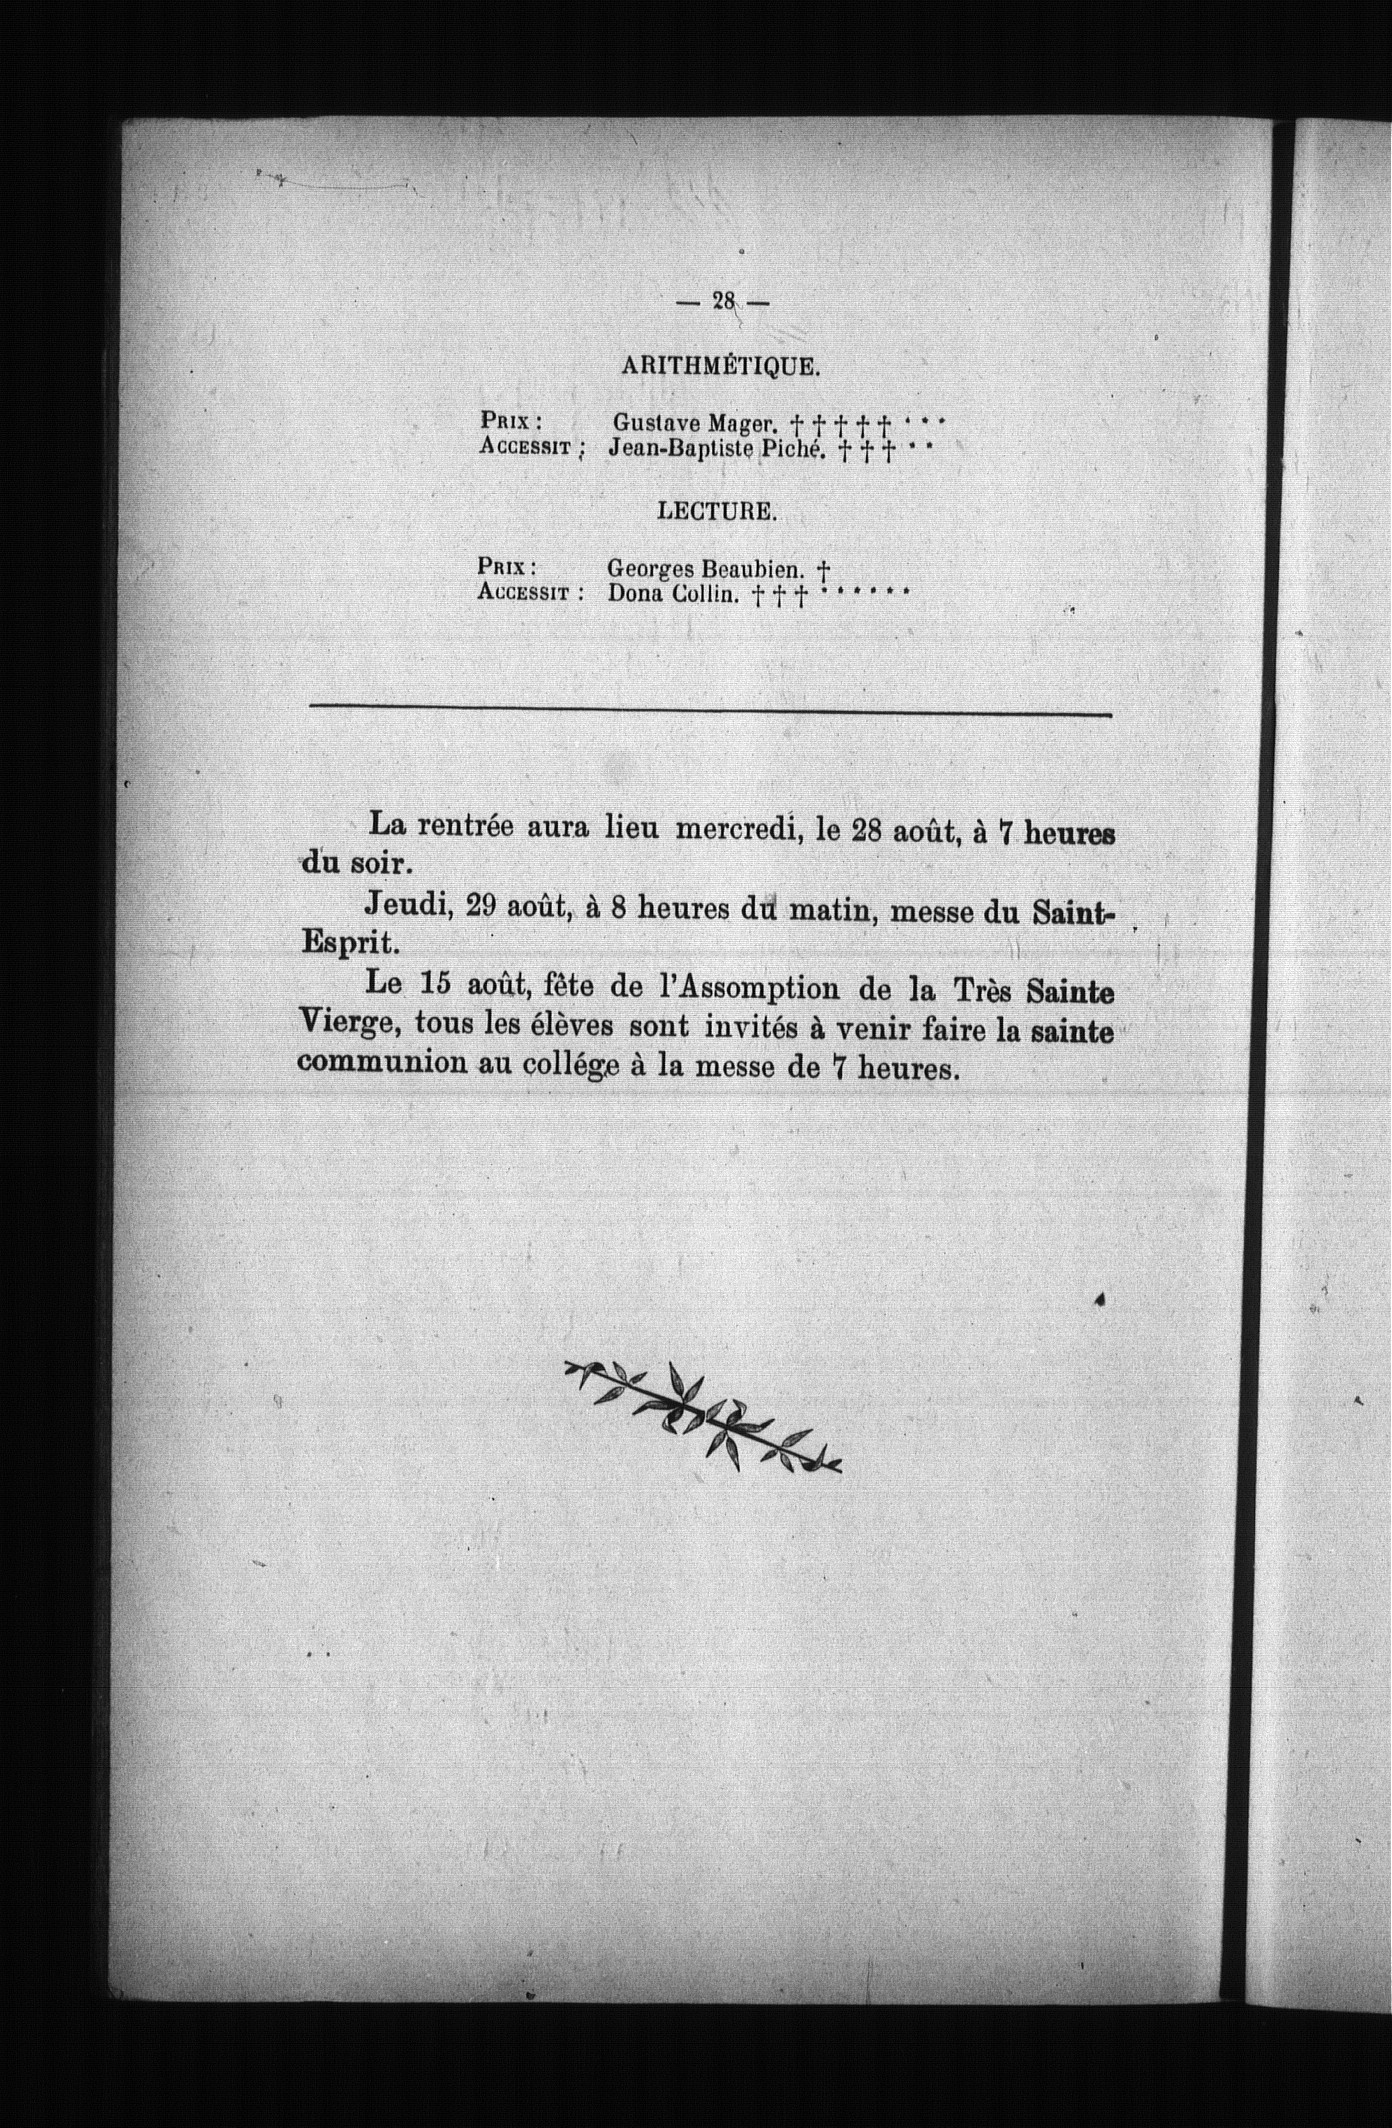 — 28 —
ARITHMÉTIQUE.
PRIX : Gustave Mager. † † † † † * * *
ACCESSIT : Jean-Baptiste Piché. † † † * *
LECTURE.
PRIX : Georges Beaubien. †
ACCESSIT : Dona Collin. † † † * * * * * *
La rentrée aura lieu mercredi, le 28 août, à 7 heures
du soir.
Jeudi, 29 août, à 8 heures du matin, messe du Saint-
Esprit.
Le 15 août, fête de l'Assomption de la Très Sainte
Vierge, tous les élèves sont invités à venir faire la sainte
communion au collége à la messe de 7 heures.